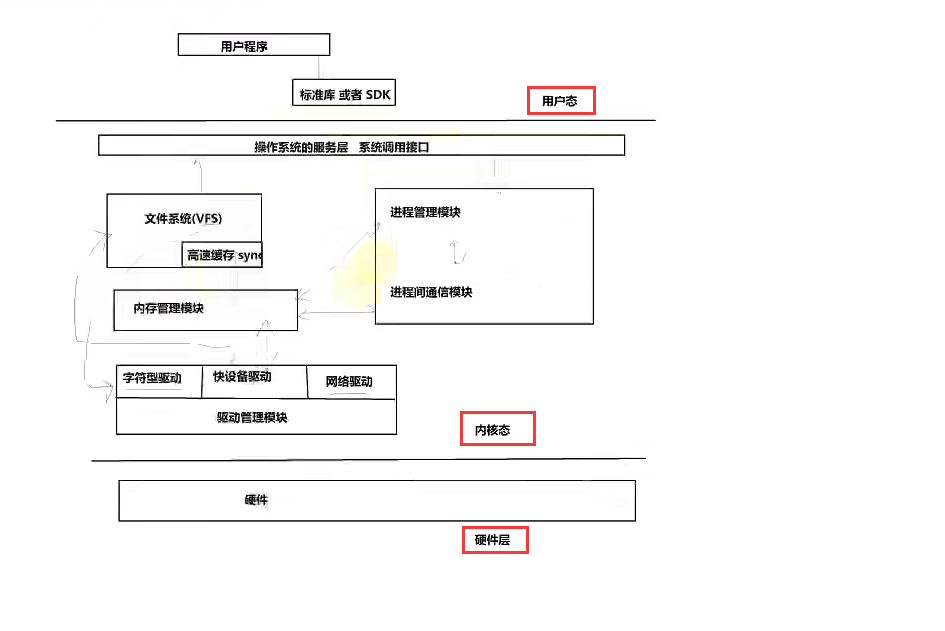 用户程序
标准库 或者 SDK
用户态
操作系统的服务层 系统调用接口
文件系统(VFS)
高速缓存 sync
进程管理模块
进程间通信模块
内存管理模块
字符型驱动
快设备驱动
网络驱动
驱动管理模块
内核态
硬件
硬件层